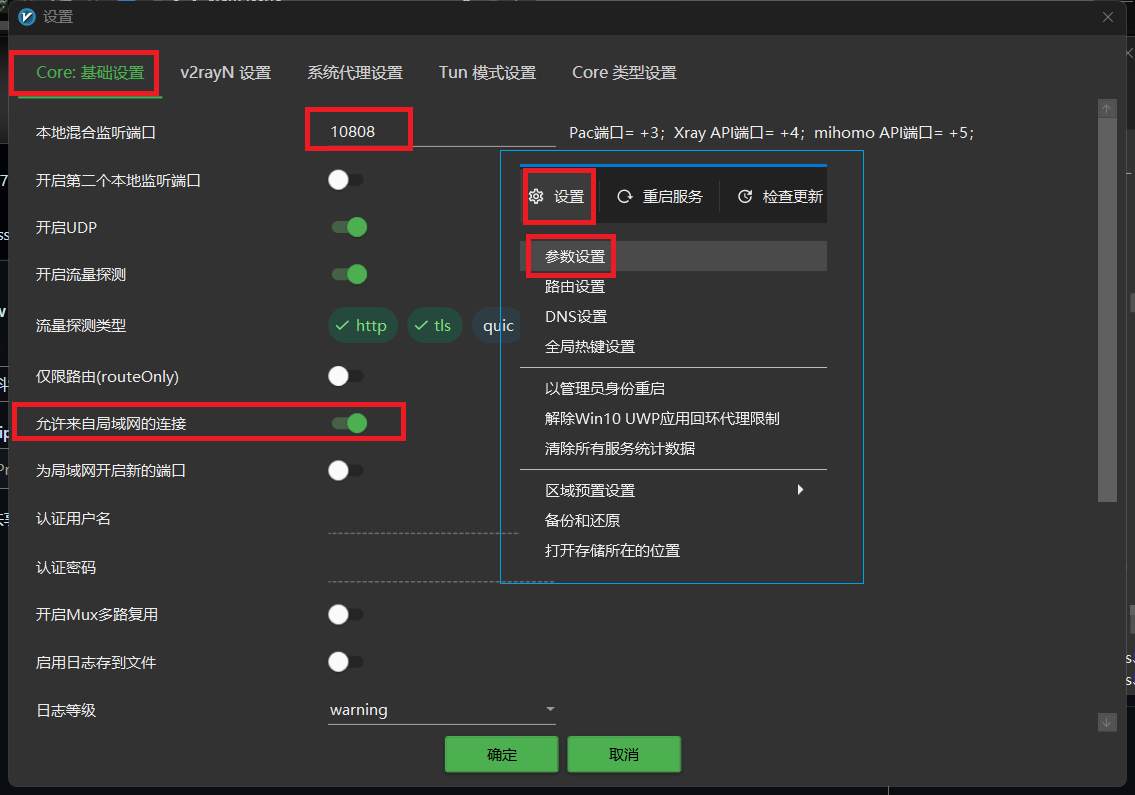 设置
Core: 基础设置
v2rayN 设置
系统代理设置
Tun 模式设置
Core 类型设置
本地混合监听端口
10808
Pac端口= +3；Xray API端口= +4；mihomo API端口= +5；
开启第二个本地监听端口
开启UDP
开启流量探测
流量探测类型
http
tls
quic
仅限路由(routeOnly)
允许来自局域网的连接
为局域网开启新的端口
认证用户名
认证密码
开启Mux多路复用
启用日志存到文件
日志等级
warning
确定
取消
设置
重启服务
检查更新
参数设置
路由设置
DNS设置
全局热键设置
以管理员身份重启
解除Win10 UWP应用回环代理限制
清除所有服务统计数据
区域预置设置
备份和还原
打开存储所在的位置